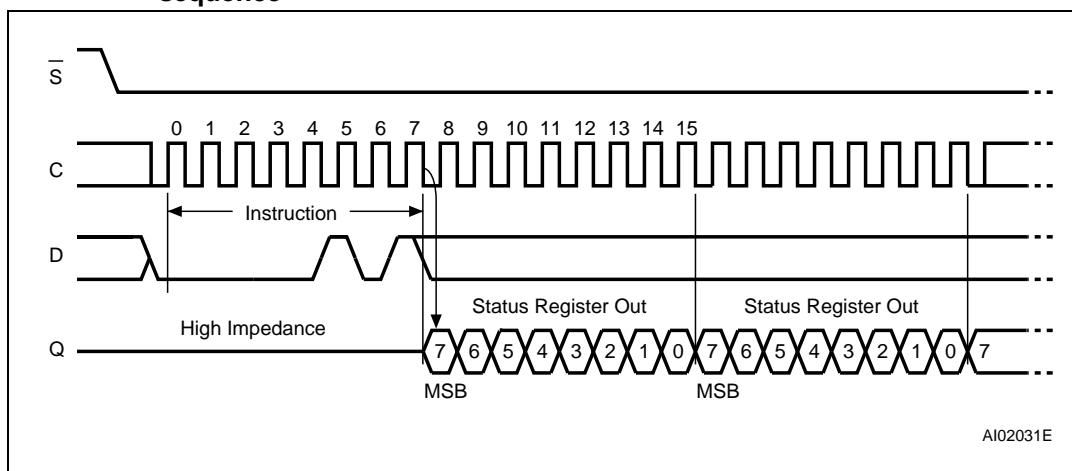 sequence
S
0 1 2 3 4 5 6 7 8 9 10 11 12 13 14 15
C
Instruction
D
High Impedance
Status Register Out
Status Register Out
Q
7 6 5 4 3 2 1 0 7 6 5 4 3 2 1 0 7
MSB
MSB
AI02031E